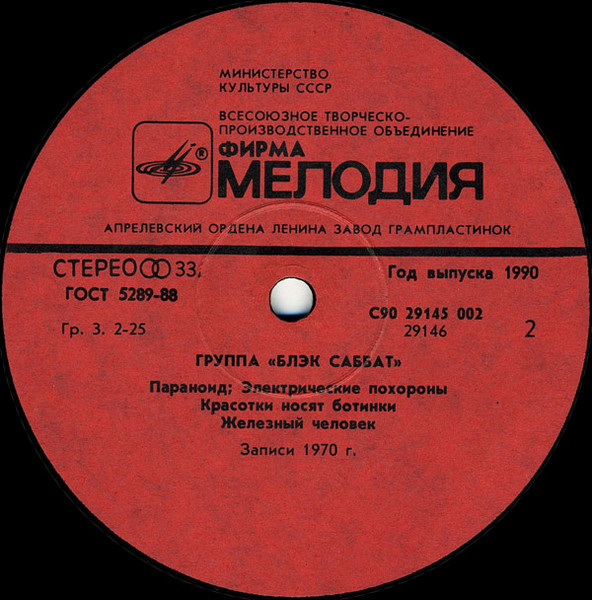 МИНИСТЕРСТВО
КУЛЬТУРЫ СССР
ВСЕСОЮЗНОЕ ТВОРЧЕСКО-
ПРОИЗВОДСТВЕННОЕ ОБЪЕДИНЕНИЕ
®
ФИРМА
МЕЛОДИЯ
АПРЕЛЕВСКИЙ ОРДЕНА ЛЕНИНА ЗАВОД ГРАМПЛАСТИНОК
СТЕРЕО 33
Год выпуска 1990
ГОСТ 5289-88
С90 29145 002
Гр. 3. 2-25
29146
2
ГРУППА «БЛЭК САББАТ»
Параноид; Электрические похороны
Красотки носят ботинки
Железный человек
Записи 1970 г.